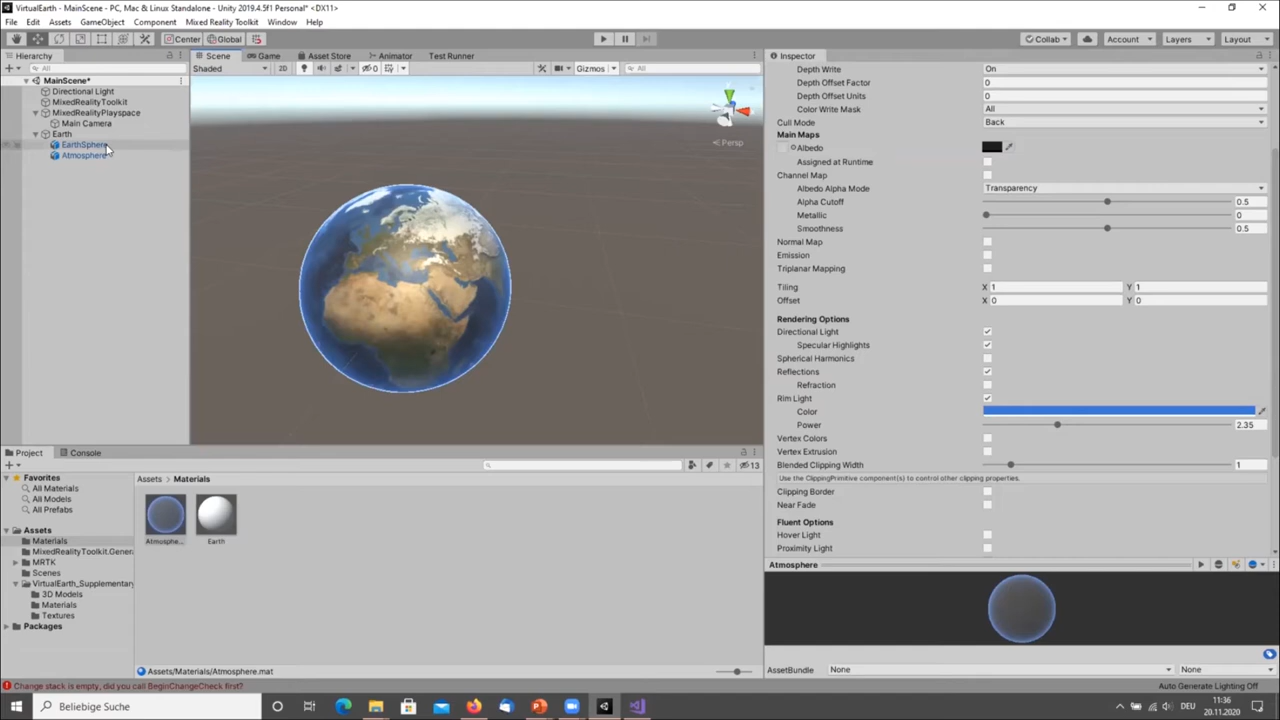 VirtualEarth - MainScene - PC, Mac & Linux Standalone - Unity 2019.4.5f1 Personal* <DX11>
File Edit Assets GameObject Component Mixed Reality Toolkit Window Help
Center Global Collab Account Layers Layout
Hierarchy
All
MainScene*
Directional Light
MixedRealityToolkit
MixedRealityPlayspace
Main Camera
Earth
EarthSphere
Atmosphere
Scene Game Asset Store Animator Test Runner
Shaded 2D 0 Gizmos All
Persp
Inspector
Depth Write On
Depth Offset Factor 0
Depth Offset Units 0
Color Write Mask All
Cull Mode Back
Main Maps
Albedo
Assigned at Runtime
Channel Map
Albedo Alpha Mode Transparency
Alpha Cutoff 0.5
Metallic 0
Smoothness 0.5
Normal Map
Emission
Triplanar Mapping
Tiling X 1 Y 1
Offset X 0 Y 0
Rendering Options
Directional Light
Specular Highlights
Spherical Harmonics
Reflections
Refraction
Rim Light
Color
Power 2.35
Vertex Colors
Vertex Extrusion
Blended Clipping Width 1
Use the ClippingPrimitive component(s) to control other clipping properties.
Clipping Border
Near Fade
Fluent Options
Hover Light
Proximity Light
Atmosphere
AssetBundle None None
Project Console
13
Favorites
All Materials
All Models
All Prefabs
Assets
Materials
MixedRealityToolkit.Genera
MRTK
Scenes
VirtualEarth_Supplementary
3D Models
Materials
Textures
Packages
Assets Materials
Atmosphe... Earth
Assets/Materials/Atmosphere.mat
Change stack is empty, did you call BeginChangeCheck first?
Auto Generate Lighting Off
Beliebige Suche
DEU
11:36
20.11.2020